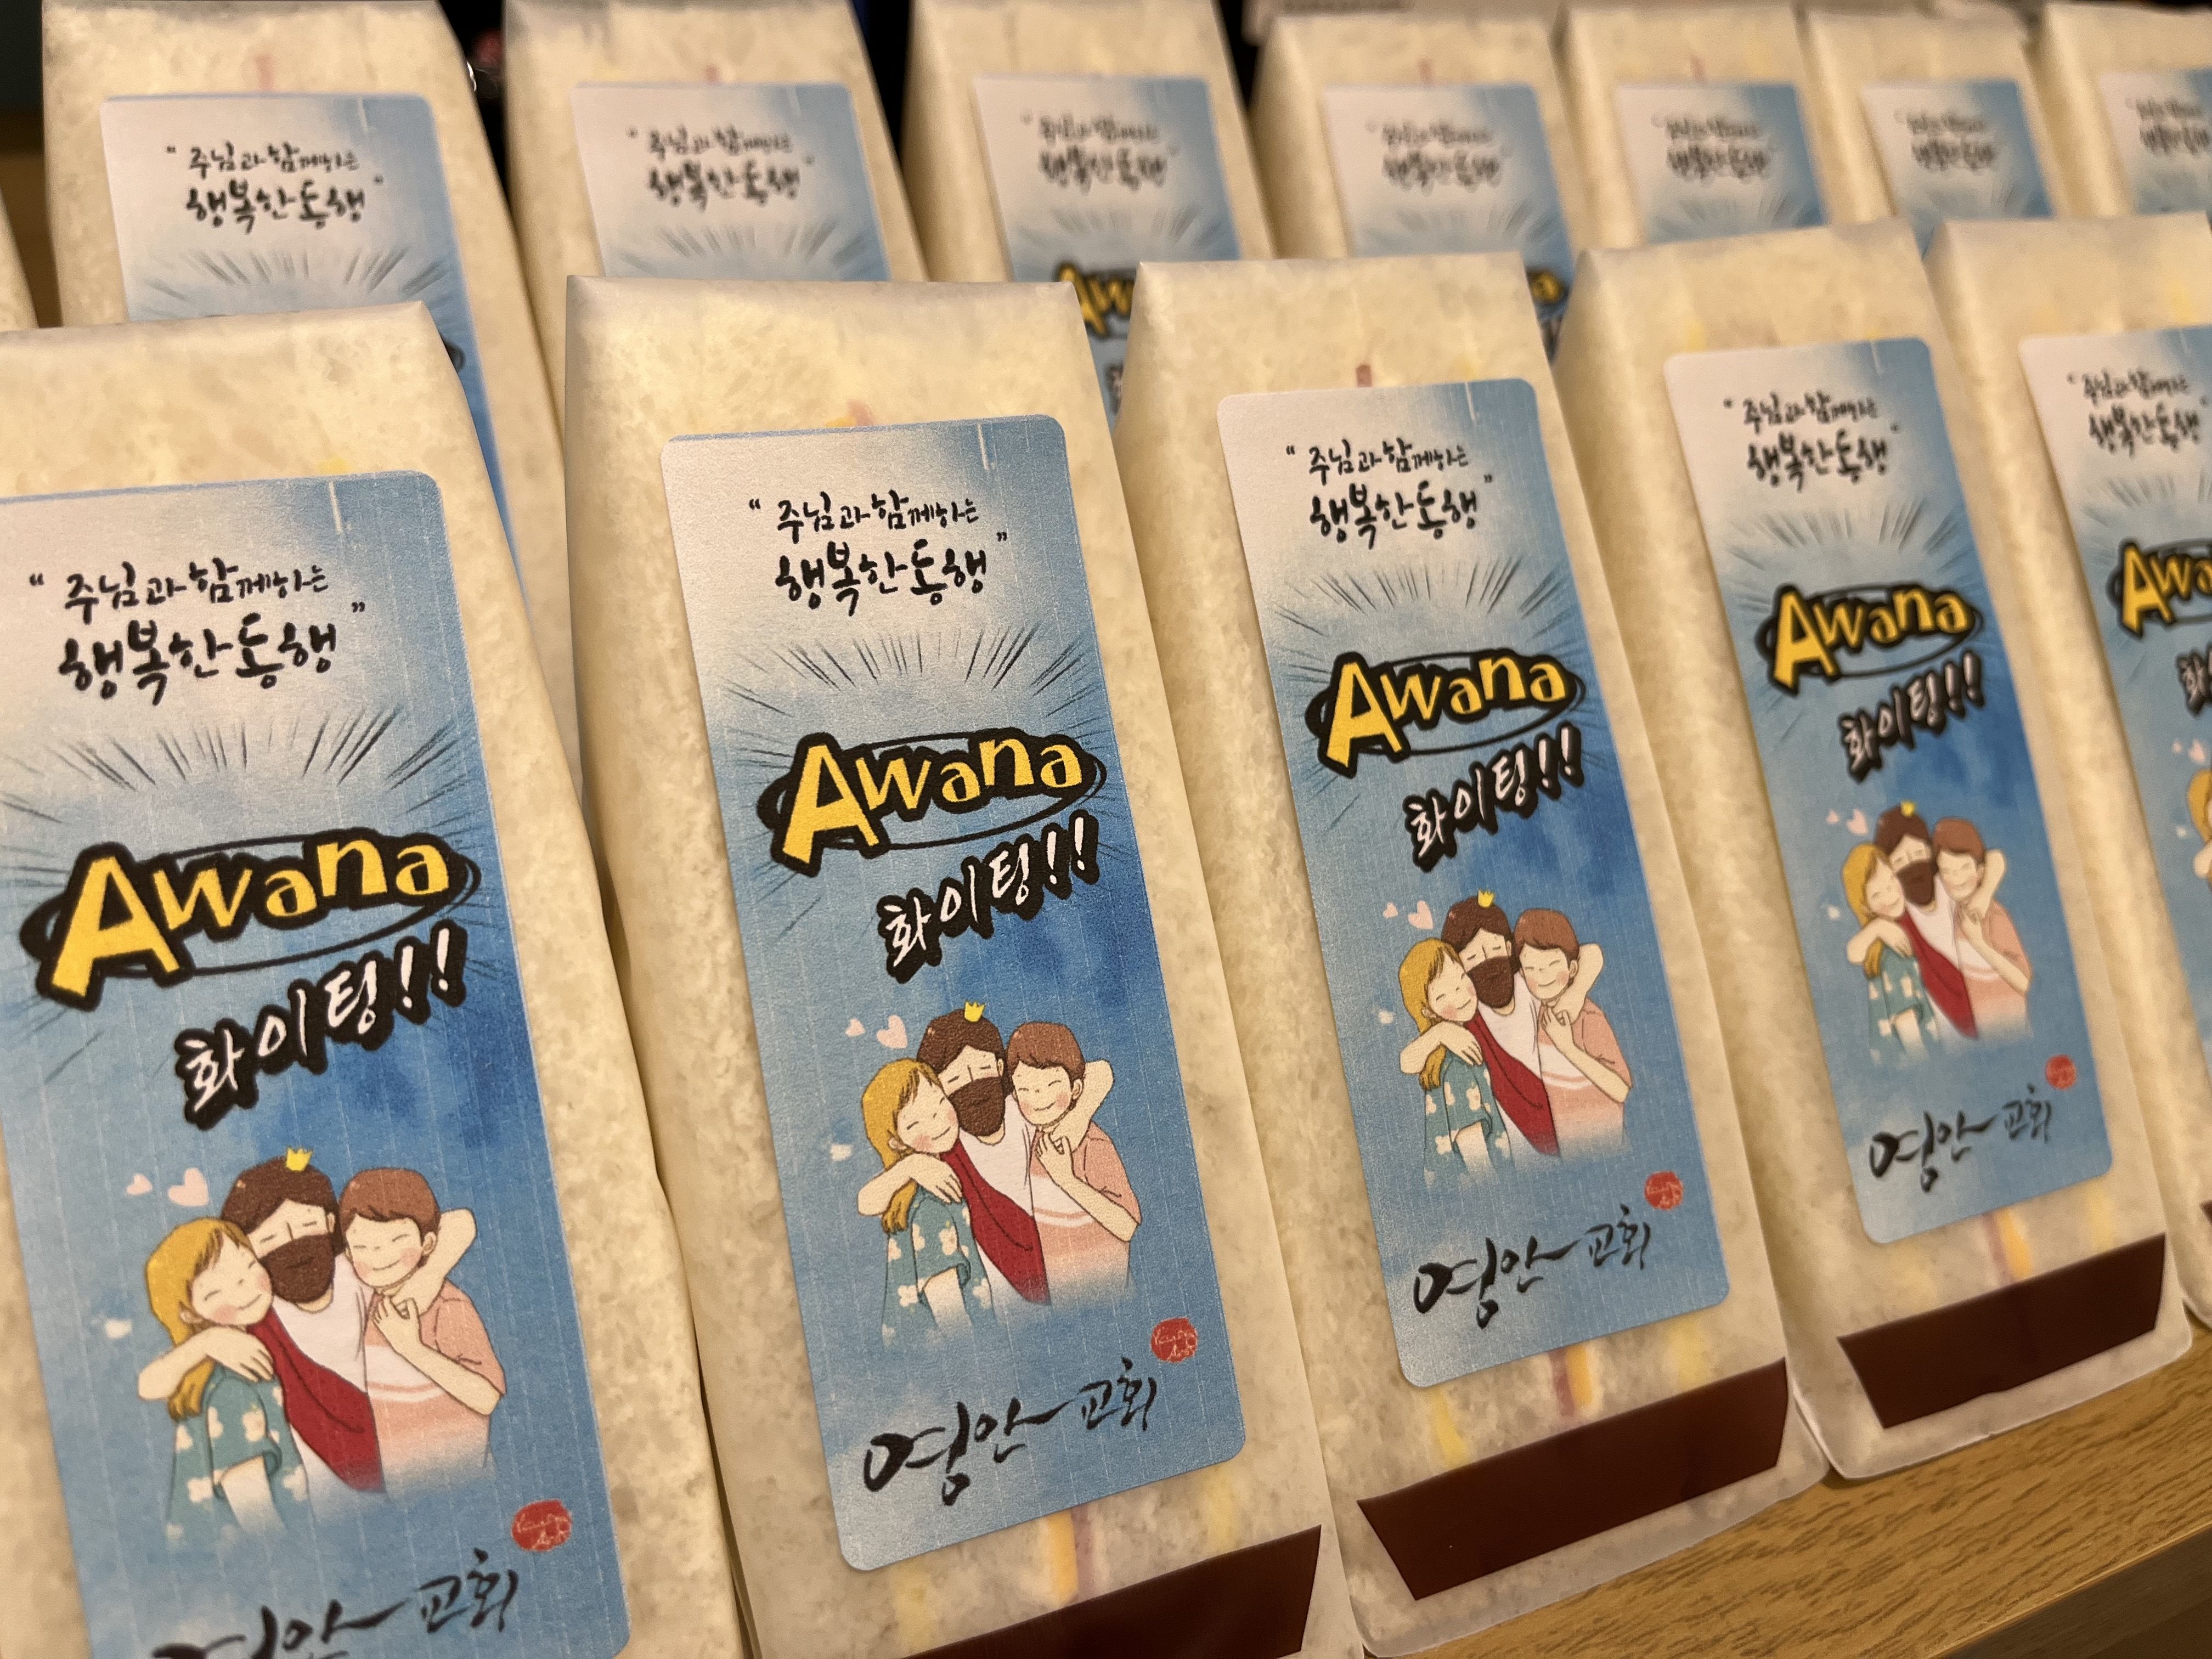 “ 주님과 함께하는
행복한 동행 ”
Awana
화이팅!!
영안 교회